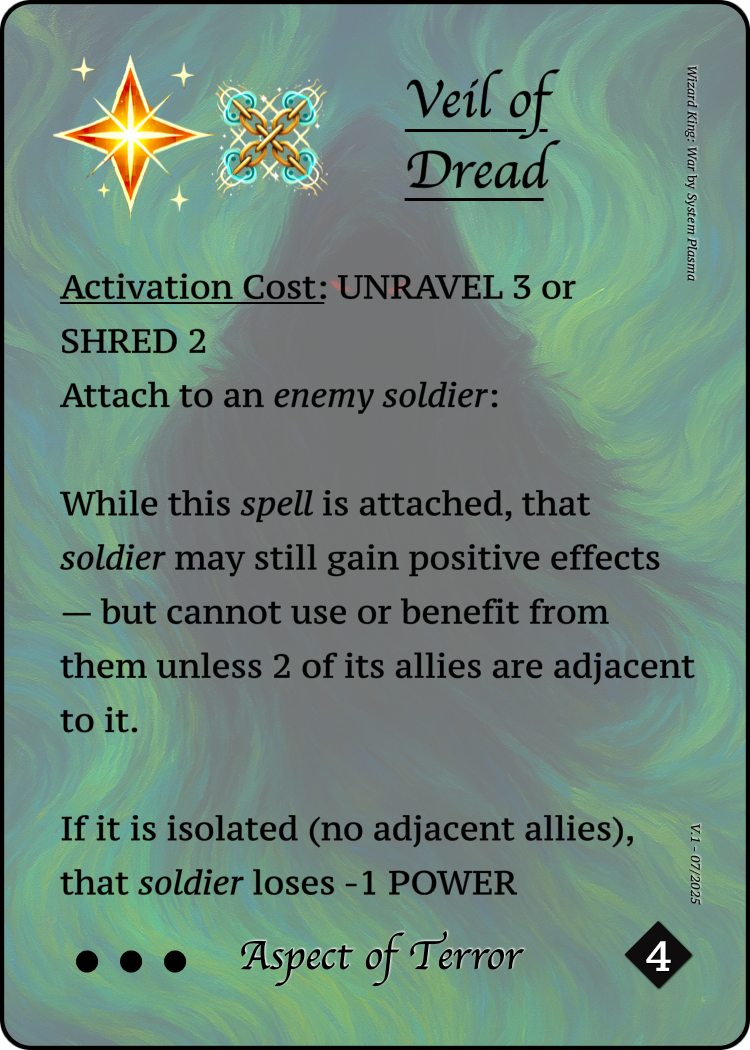 Veil of
Dread
Wizard King: War by System Plasma
Activation Cost: UNRAVEL 3 or
SHRED 2
Attach to an enemy soldier:
While this spell is attached, that
soldier may still gain positive effects
— but cannot use or benefit from
them unless 2 of its allies are adjacent
to it.
If it is isolated (no adjacent allies),
that soldier loses -1 POWER
V.1 - 07/2025
Aspect of Terror
4